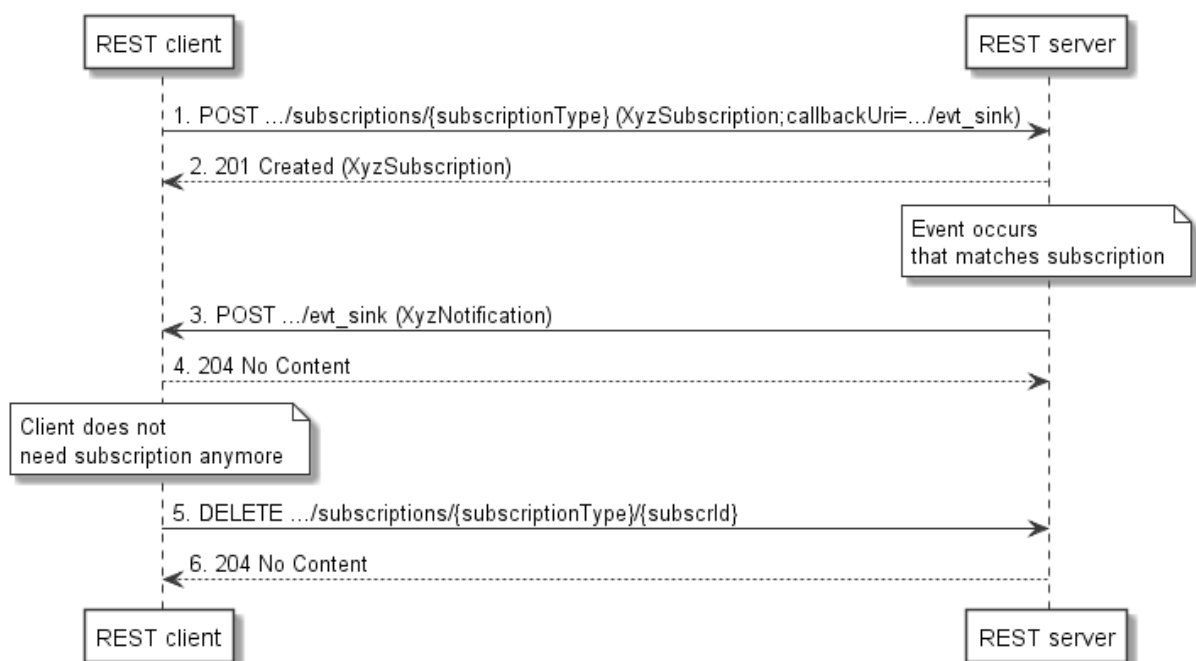 REST client
REST server
1. POST .../subscriptions/{subscriptionType} (XyzSubscription;callbackUri=.../evt_sink)
2. 201 Created (XyzSubscription)
Event occurs
that matches subscription
3. POST .../evt_sink (XyzNotification)
4. 204 No Content
Client does not
need subscription anymore
5. DELETE .../subscriptions/{subscriptionType}/{subscrId}
6. 204 No Content
REST client
REST server